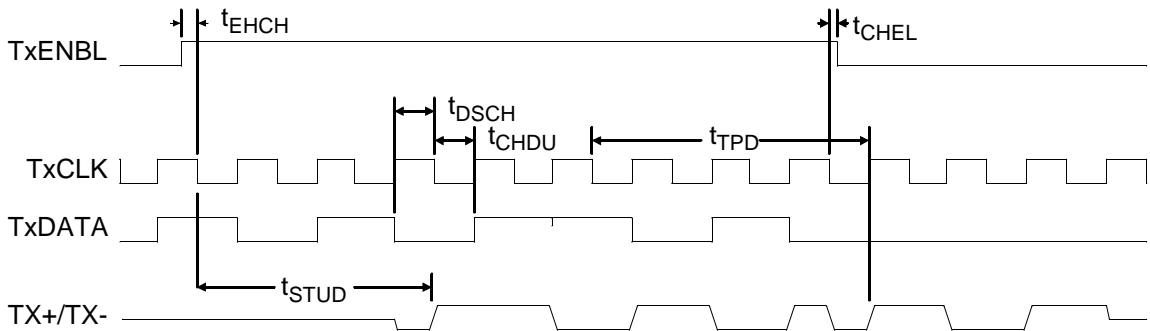 tEHCH
tCHEL
TxENBL
tDSCH
tCHDU
tTPD
TxCLK
TxDATA
tSTUD
TX+/TX-